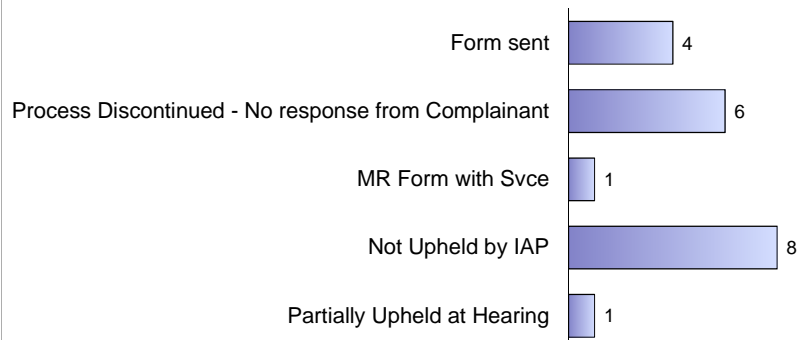 Form sent 4
Process Discontinued - No response from Complainant 6
MR Form with Svce 1
Not Upheld by IAP 8
Partially Upheld at Hearing 1